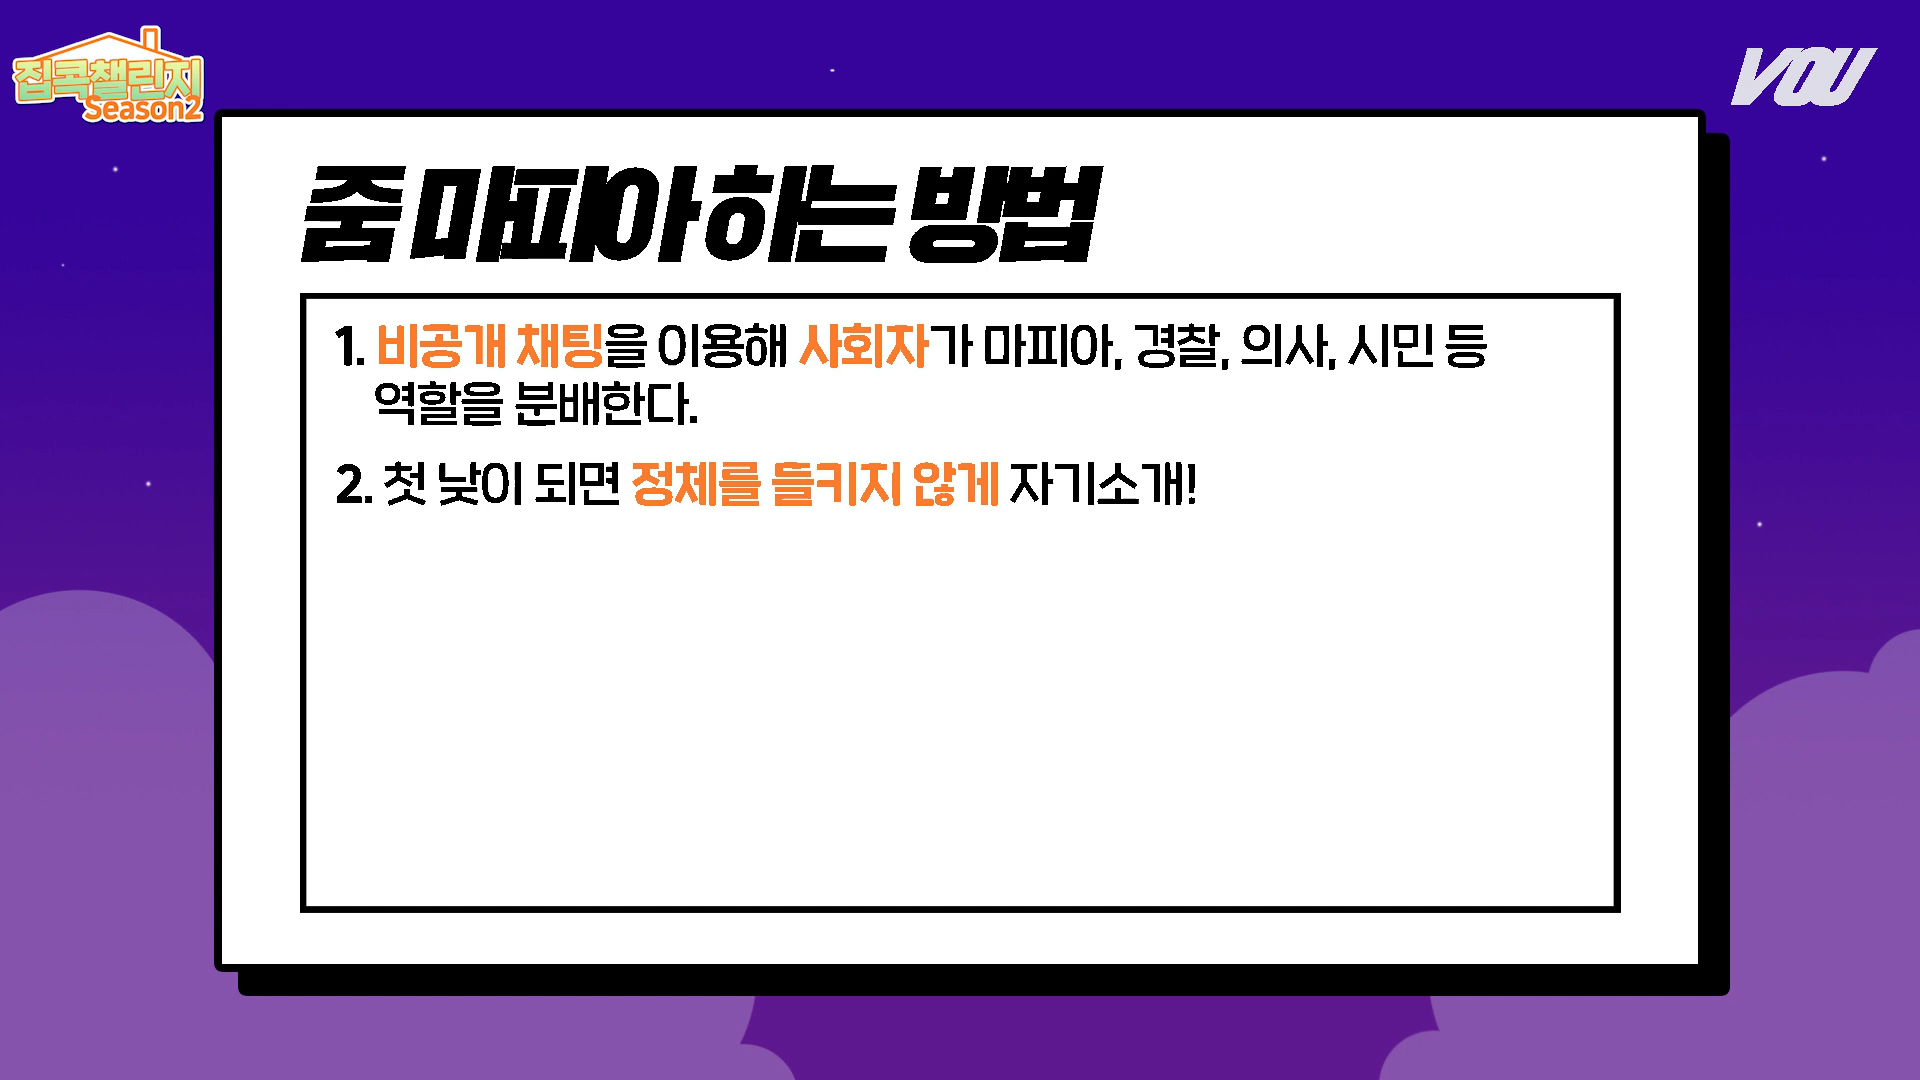 집콕챌린지
Season2
VOU
줌 마피아 하는 방법
1. 비공개 채팅을 이용해 사회자가 마피아, 경찰, 의사, 시민 등
역할을 분배한다.
2. 첫 낮이 되면 정체를 들키지 않게 자기소개!